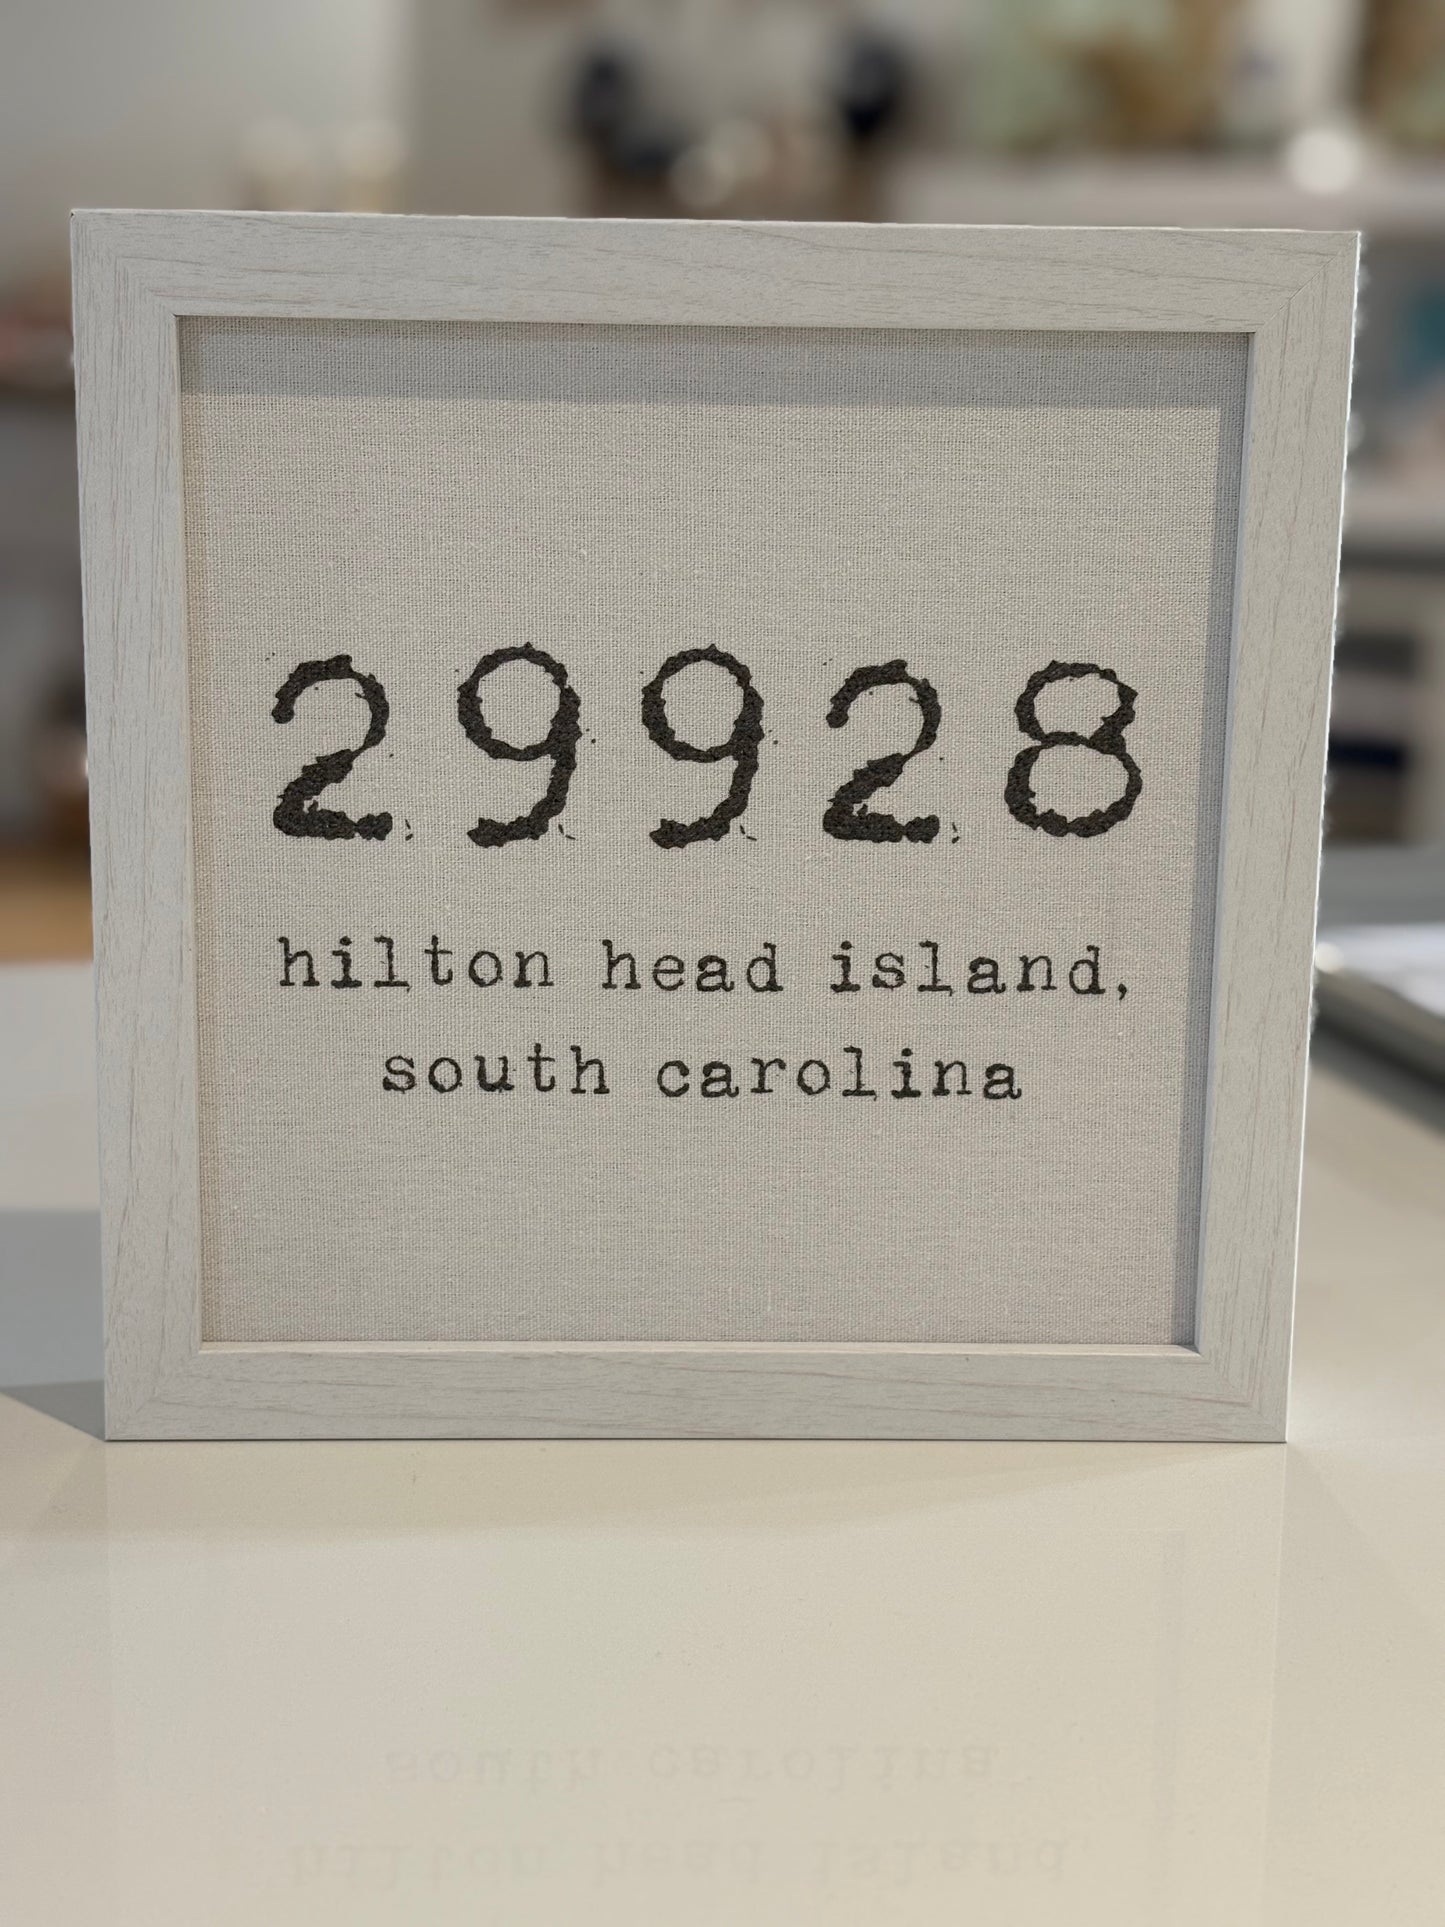 29928
hilton head island,
south carolina